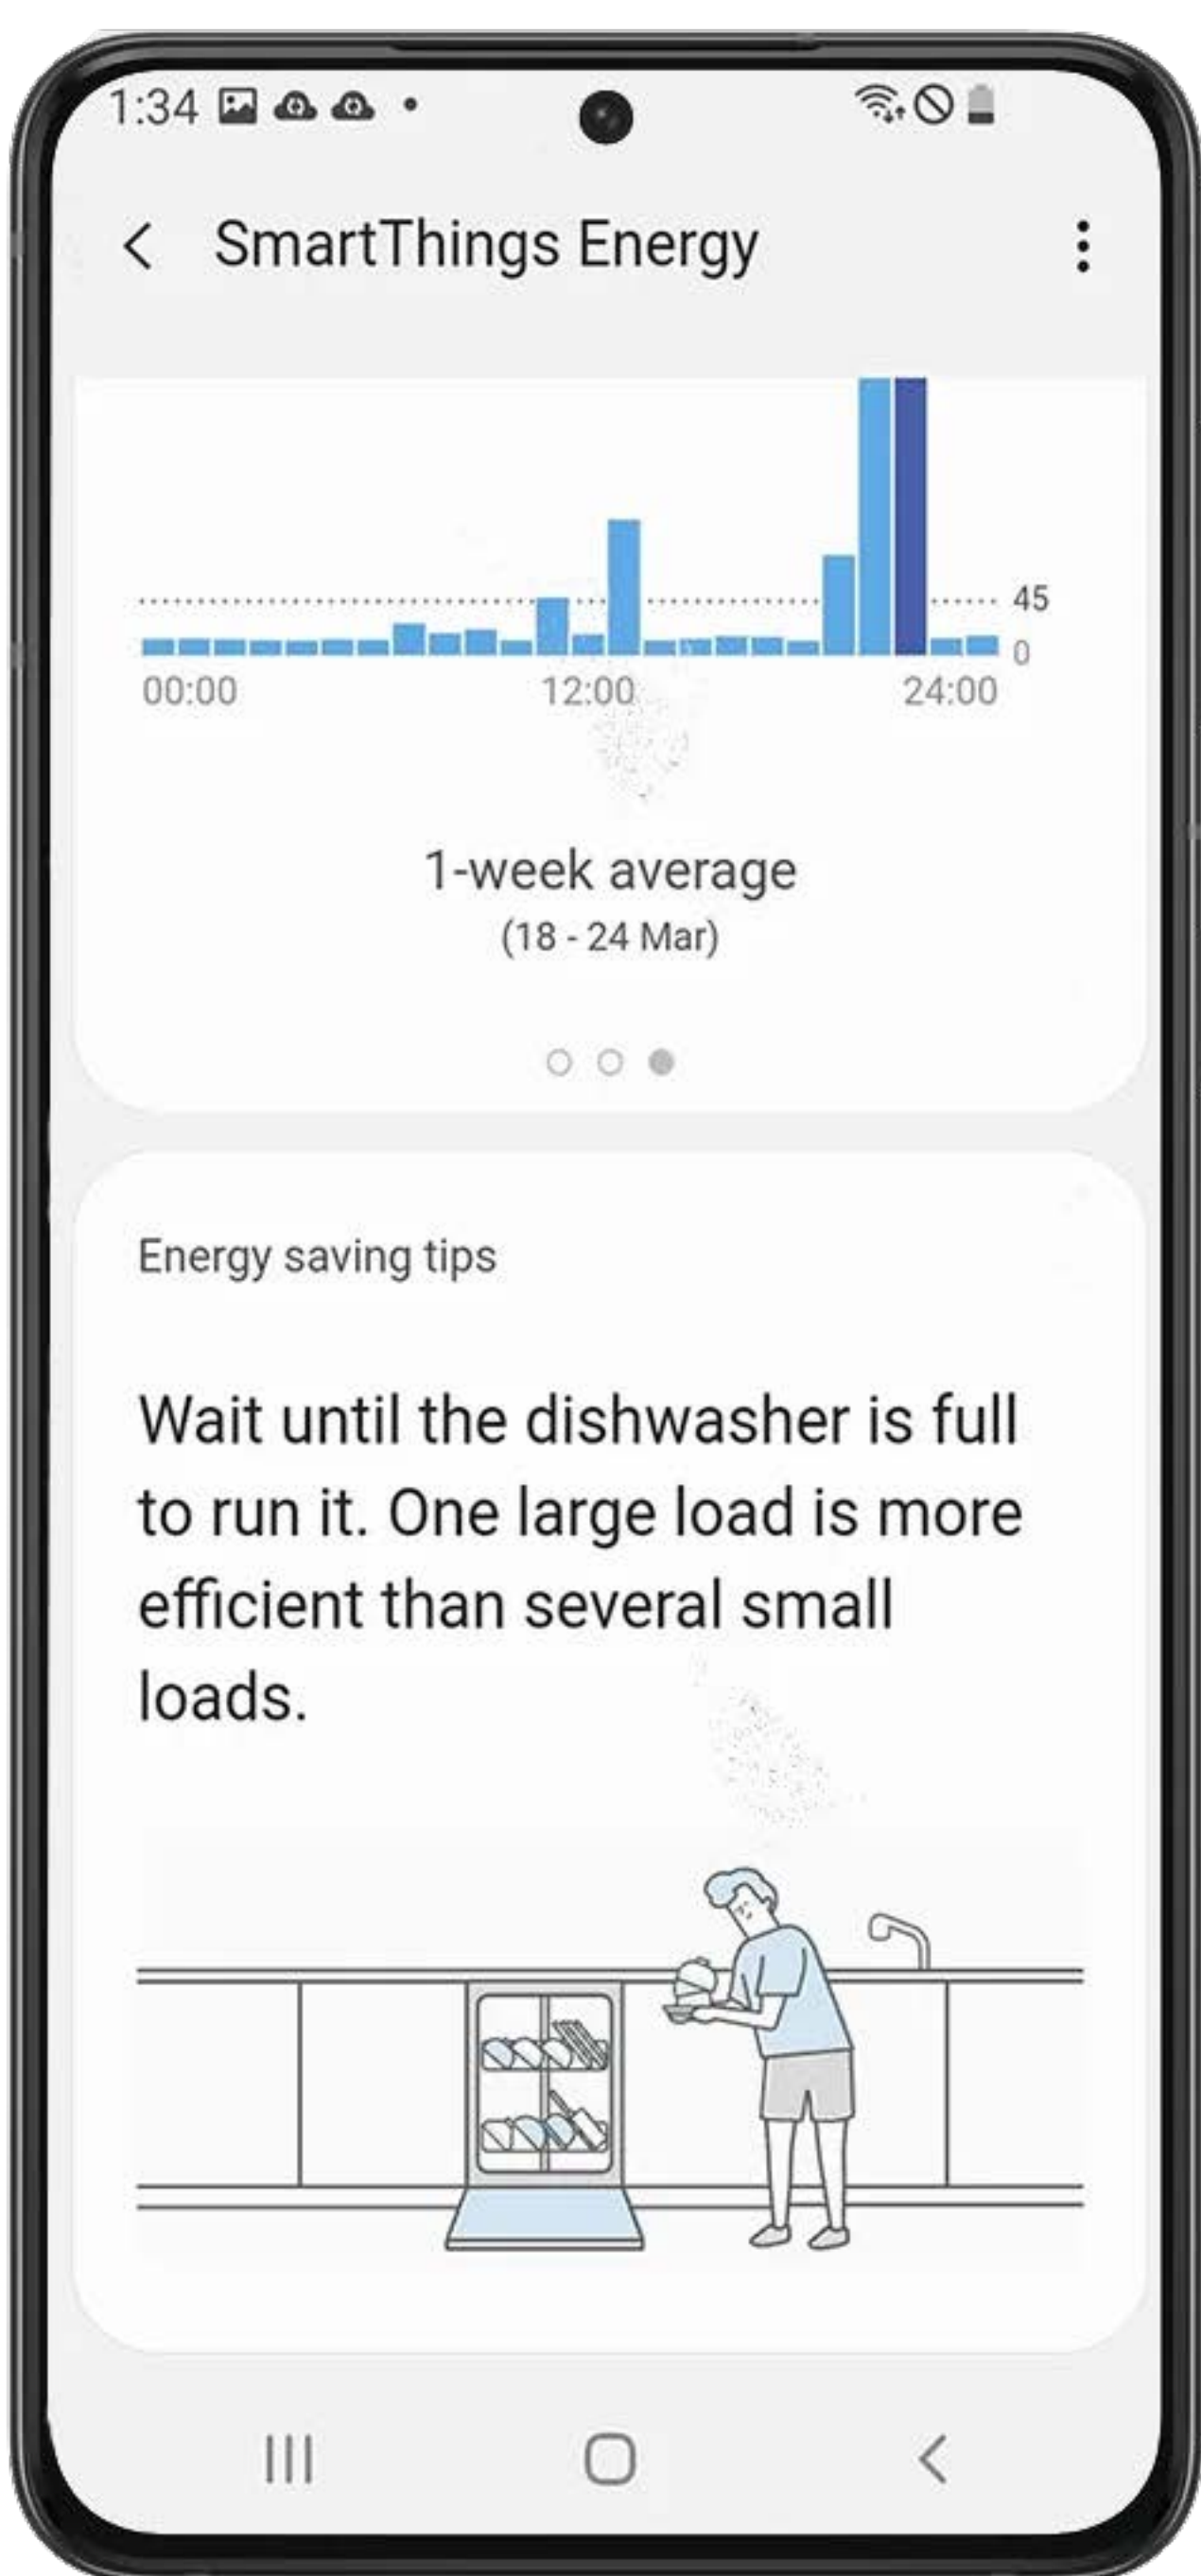 1:34
SmartThings Energy
45
0
00:00 12:00 24:00
1-week average
(18 - 24 Mar)
Energy saving tips
Wait until the dishwasher is full
to run it. One large load is more
efficient than several small
loads.